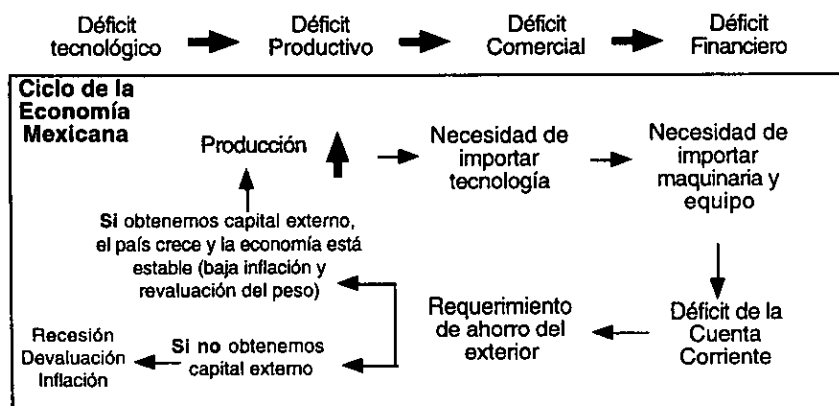 Déficit tecnológico
Déficit Productivo
Déficit Comercial
Déficit Financiero
Ciclo de la
Economía
Mexicana
Producción
Necesidad de
importar
tecnología
Necesidad de
importar
maquinaria y
equipo
Si obtenemos capital externo,
el país crece y la economía está
estable (baja inflación y
revaluación del peso)
Requerimiento
de ahorro del
exterior
Déficit de la
Cuenta
Corriente
Si no obtenemos
capital externo
Recesión
Devaluación
Inflación